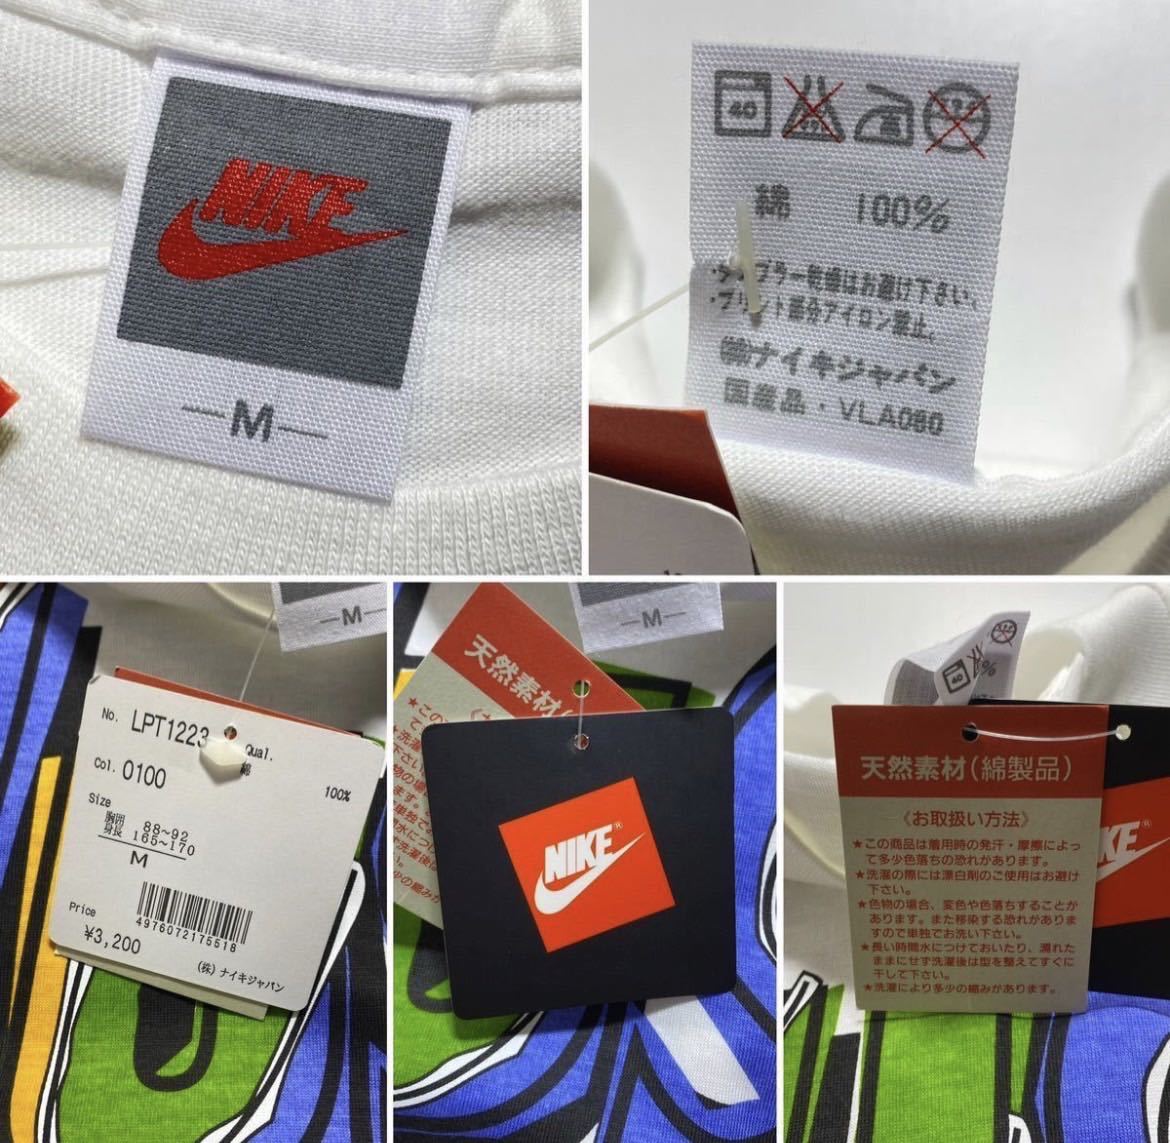 NIKE
—M—
40
綿 100%
・タンブラー乾燥はお避け下さい、
・プリント部分アイロン禁止、
㈱ナイキジャパン
国産品・VLA080
No. LPT1223
Qual.
綿
100%
Col. 0100
Size
胸囲 88~92
身長 165~170
M
Price
¥3,200
4976072175518
(株)ナイキジャパン
—M—
天然素材(
NIKE®
40
%
天然素材(綿製品)
《お取扱い方法》
★この商品は着用時の発汗・摩擦によっ
て多少色落ちの恐れがあります。
★洗濯の際には漂白剤のご使用はお避け
下さい。
★色物の場合、変色や色落ちすることが
あります。また移染する恐れがありま
すので単独でお洗い下さい。
★長い時間水につけておいたり、濡れた
ままにせず洗濯後は型を整えてすぐに
干して下さい。
★洗濯により多少の縮みがあります。
KE®